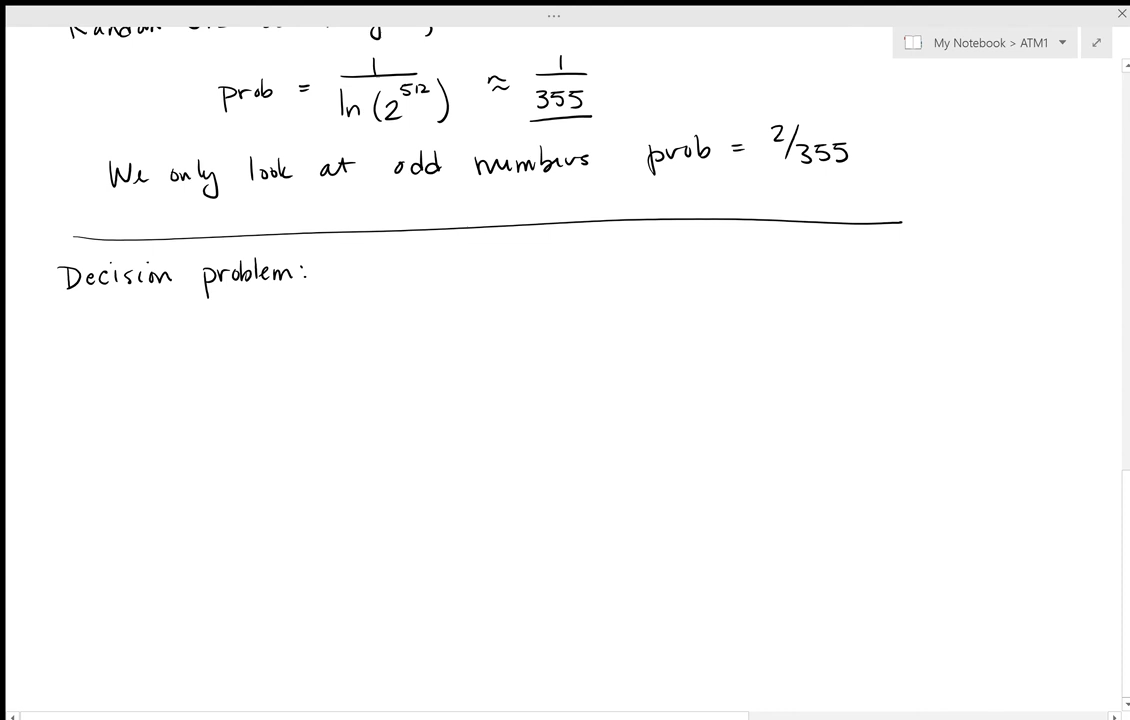 My Notebook > ATM1
prob = 1/ln(2^512) ≈ 1/355
We only look at odd numbers prob = 2/355
Decision problem: